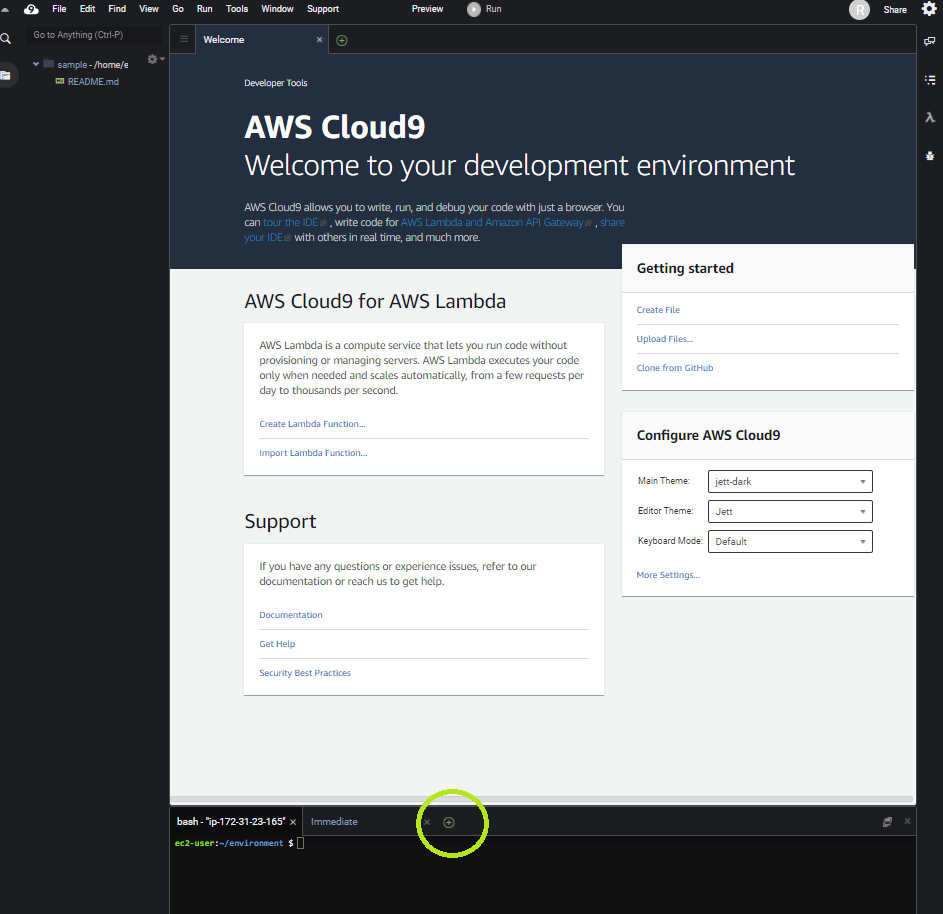 File Edit Find View Go Run Tools Window Support Preview Run R Share
Go to Anything (Ctrl-P)
sample - /home/e
README.md
Welcome
Developer Tools
AWS Cloud9
Welcome to your development environment
AWS Cloud9 allows you to write, run, and debug your code with just a browser. You
can tour the IDE , write code for AWS Lambda and Amazon API Gateway , share
your IDE with others in real time, and much more.
Getting started
Create File
Upload Files...
Clone from GitHub
AWS Cloud9 for AWS Lambda
AWS Lambda is a compute service that lets you run code without
provisioning or managing servers. AWS Lambda executes your code
only when needed and scales automatically, from a few requests per
day to thousands per second.
Create Lambda Function...
Import Lambda Function...
Configure AWS Cloud9
Main Theme: jett-dark
Editor Theme: Jett
Keyboard Mode: Default
More Settings...
Support
If you have any questions or experience issues, refer to our
documentation or reach us to get help.
Documentation
Get Help
Security Best Practices
bash - "ip-172-31-23-165" Immediate
ec2-user:~/environment $